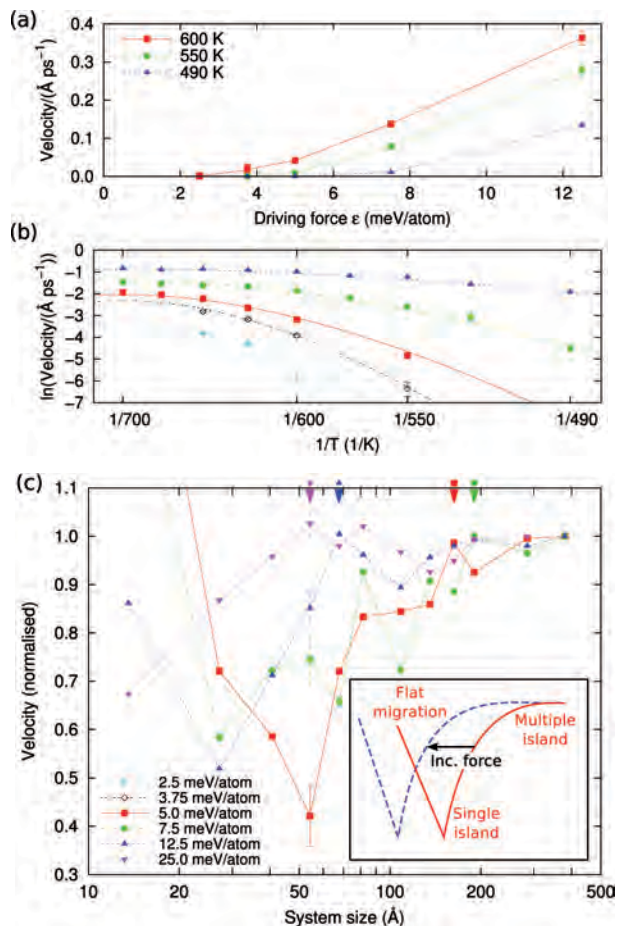 (a)
0.4
0.3
0.2
0.1
0.0
Velocity/(Å ps⁻¹)
600 K
550 K
490 K
0 2 4 6 8 10 12
Driving force ε (meV/atom)
(b)
0
−1
−2
−3
−4
−5
−6
−7
ln(Velocity/(Å ps⁻¹))
1/700 1/600 1/550 1/490
1/T (1/K)
(c)
1.1
1.0
0.9
0.8
0.7
0.6
0.5
0.4
0.3
Velocity (normalised)
2.5 meV/atom
3.75 meV/atom
5.0 meV/atom
7.5 meV/atom
12.5 meV/atom
25.0 meV/atom
Flat
migration
Multiple
island
Inc. force
Single
island
10 20 50 100 200 500
System size (Å)